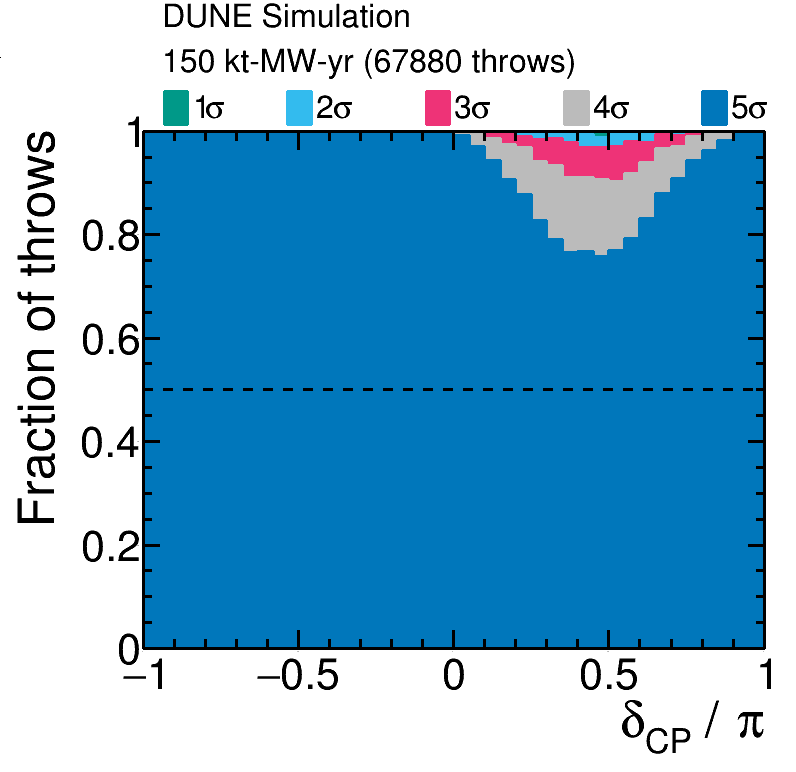 DUNE Simulation
150 kt-MW-yr (67880 throws)
1σ 2σ 3σ 4σ 5σ
Fraction of throws
1
0.8
0.6
0.4
0.2
0
−1 −0.5 0 0.5 1
δCP / π